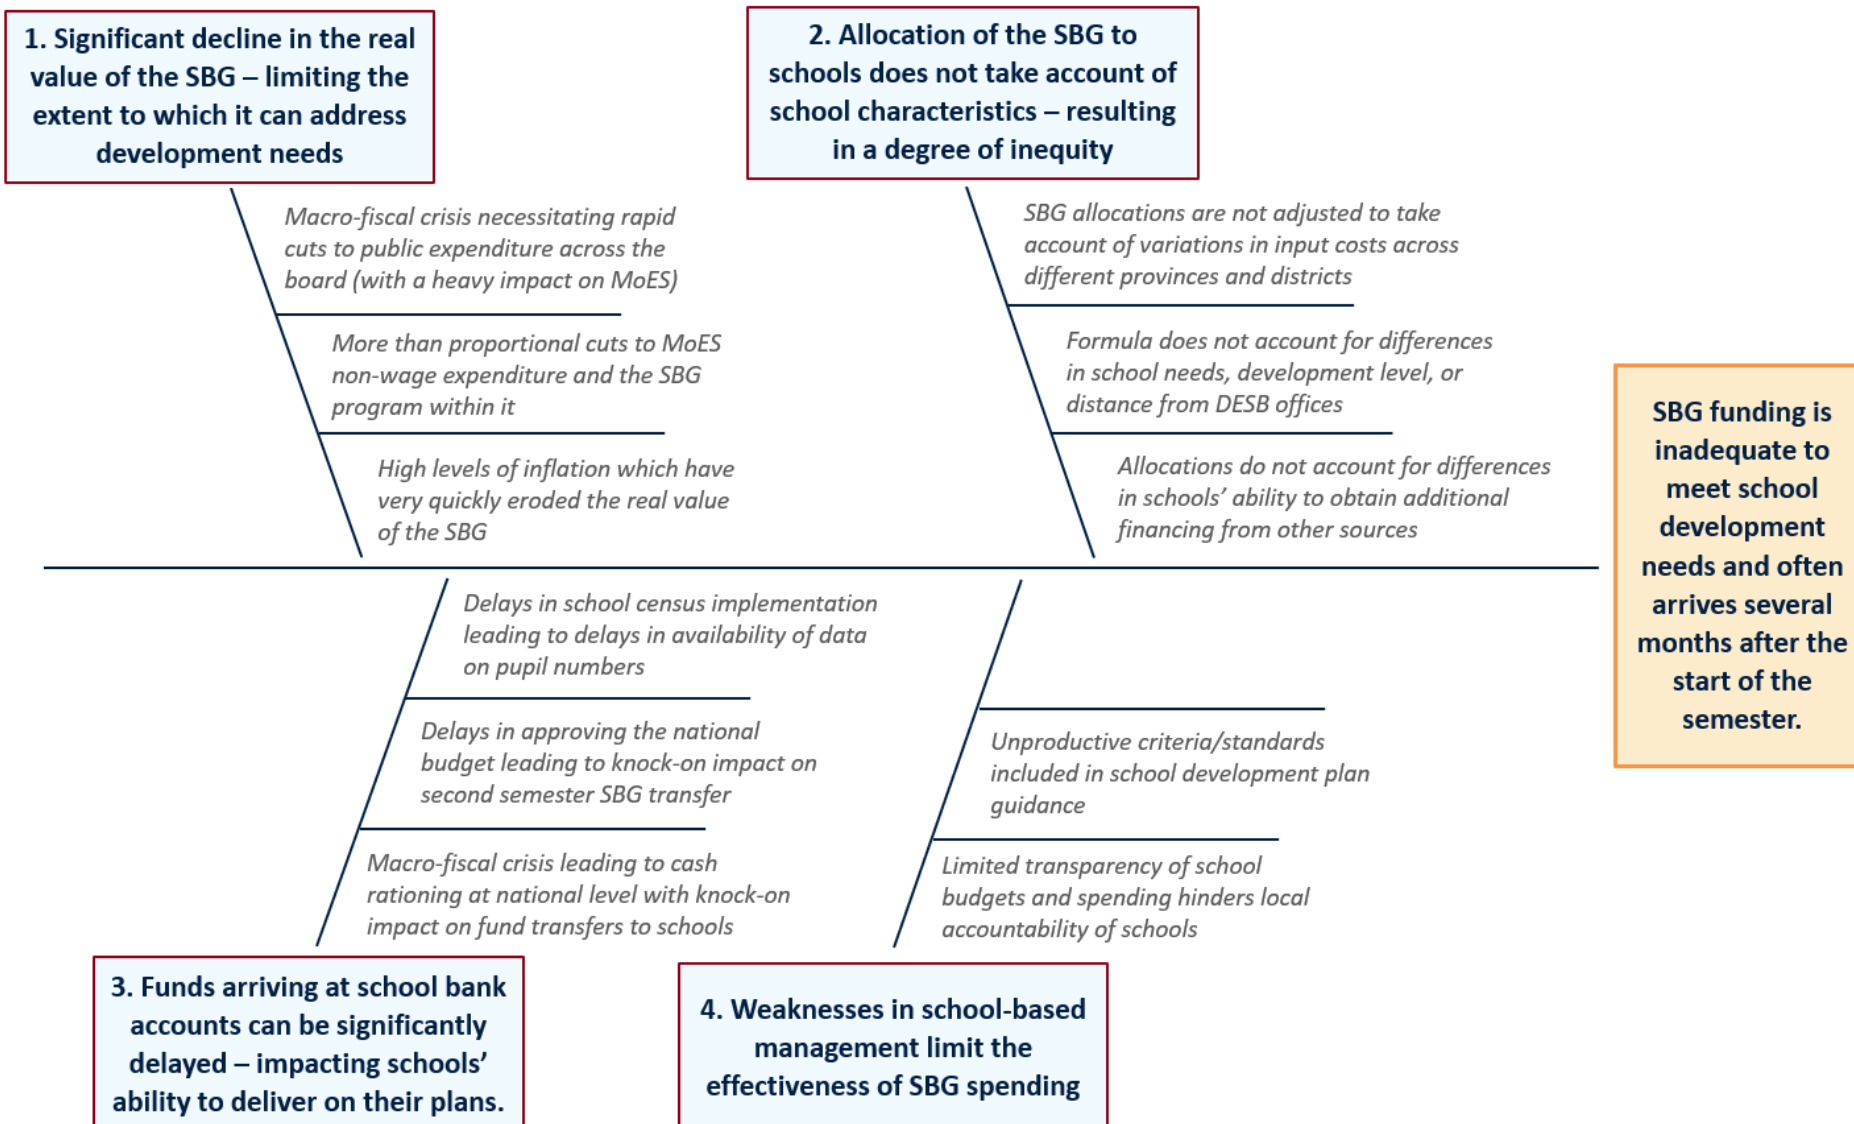 1. Significant decline in the real
value of the SBG – limiting the
extent to which it can address
development needs
2. Allocation of the SBG to
schools does not take account of
school characteristics – resulting
in a degree of inequity
Macro-fiscal crisis necessitating rapid
cuts to public expenditure across the
board (with a heavy impact on MoES)
More than proportional cuts to MoES
non-wage expenditure and the SBG
program within it
High levels of inflation which have
very quickly eroded the real value
of the SBG
SBG allocations are not adjusted to take
account of variations in input costs across
different provinces and districts
Formula does not account for differences
in school needs, development level, or
distance from DESB offices
Allocations do not account for differences
in schools’ ability to obtain additional
financing from other sources
SBG funding is
inadequate to
meet school
development
needs and often
arrives several
months after the
start of the
semester.
Delays in school census implementation
leading to delays in availability of data
on pupil numbers
Delays in approving the national
budget leading to knock-on impact on
second semester SBG transfer
Macro-fiscal crisis leading to cash
rationing at national level with knock-on
impact on fund transfers to schools
Unproductive criteria/standards
included in school development plan
guidance
Limited transparency of school
budgets and spending hinders local
accountability of schools
3. Funds arriving at school bank
accounts can be significantly
delayed – impacting schools’
ability to deliver on their plans.
4. Weaknesses in school-based
management limit the
effectiveness of SBG spending